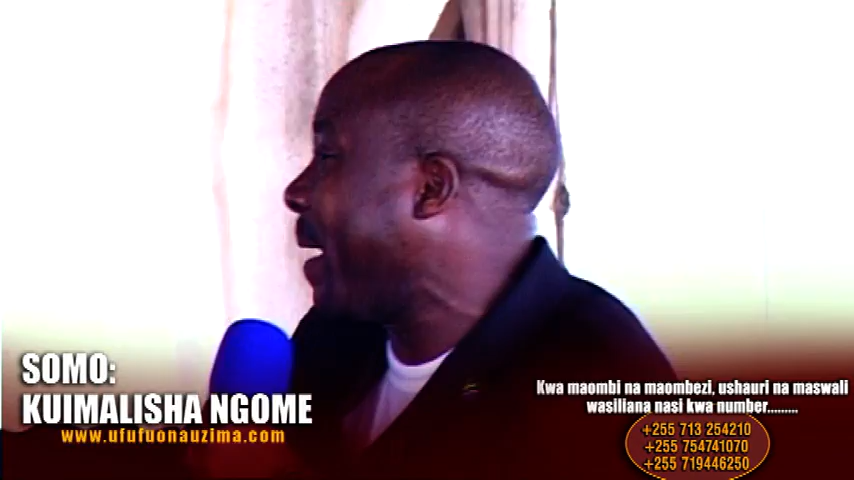 SOMO:
KUIMALISHA NGOME
www.ufufuonauzima.com
Kwa maombi na maombezi, ushauri na maswali
wasiliana nasi kwa number.........
+255 713 254210
+255 754741070
+255 719446250